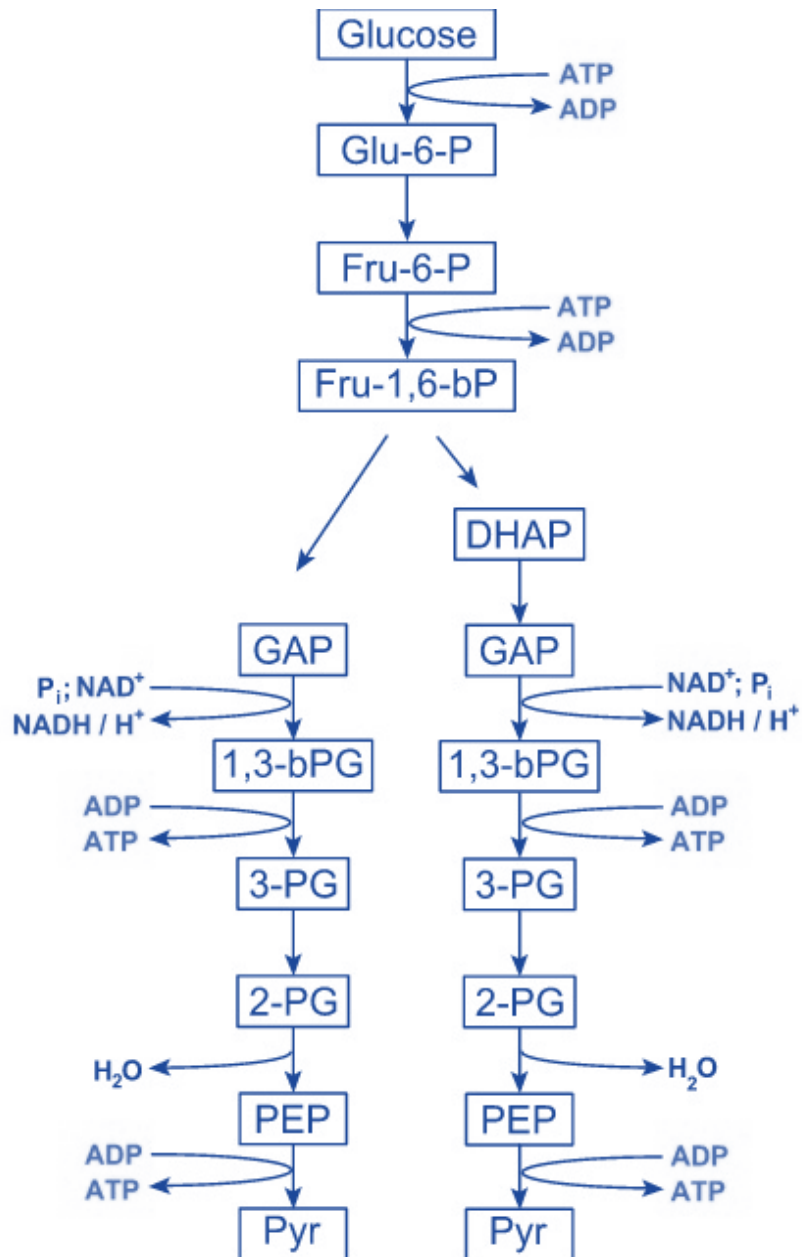 Glucose
ATP
ADP
Glu-6-P
Fru-6-P
ATP
ADP
Fru-1,6-bP
DHAP
GAP
GAP
Pᵢ; NAD⁺
NADH / H⁺
NAD⁺; Pᵢ
NADH / H⁺
1,3-bPG
1,3-bPG
ADP
ATP
ADP
ATP
3-PG
3-PG
2-PG
2-PG
H₂O
H₂O
PEP
PEP
ADP
ATP
ADP
ATP
Pyr
Pyr